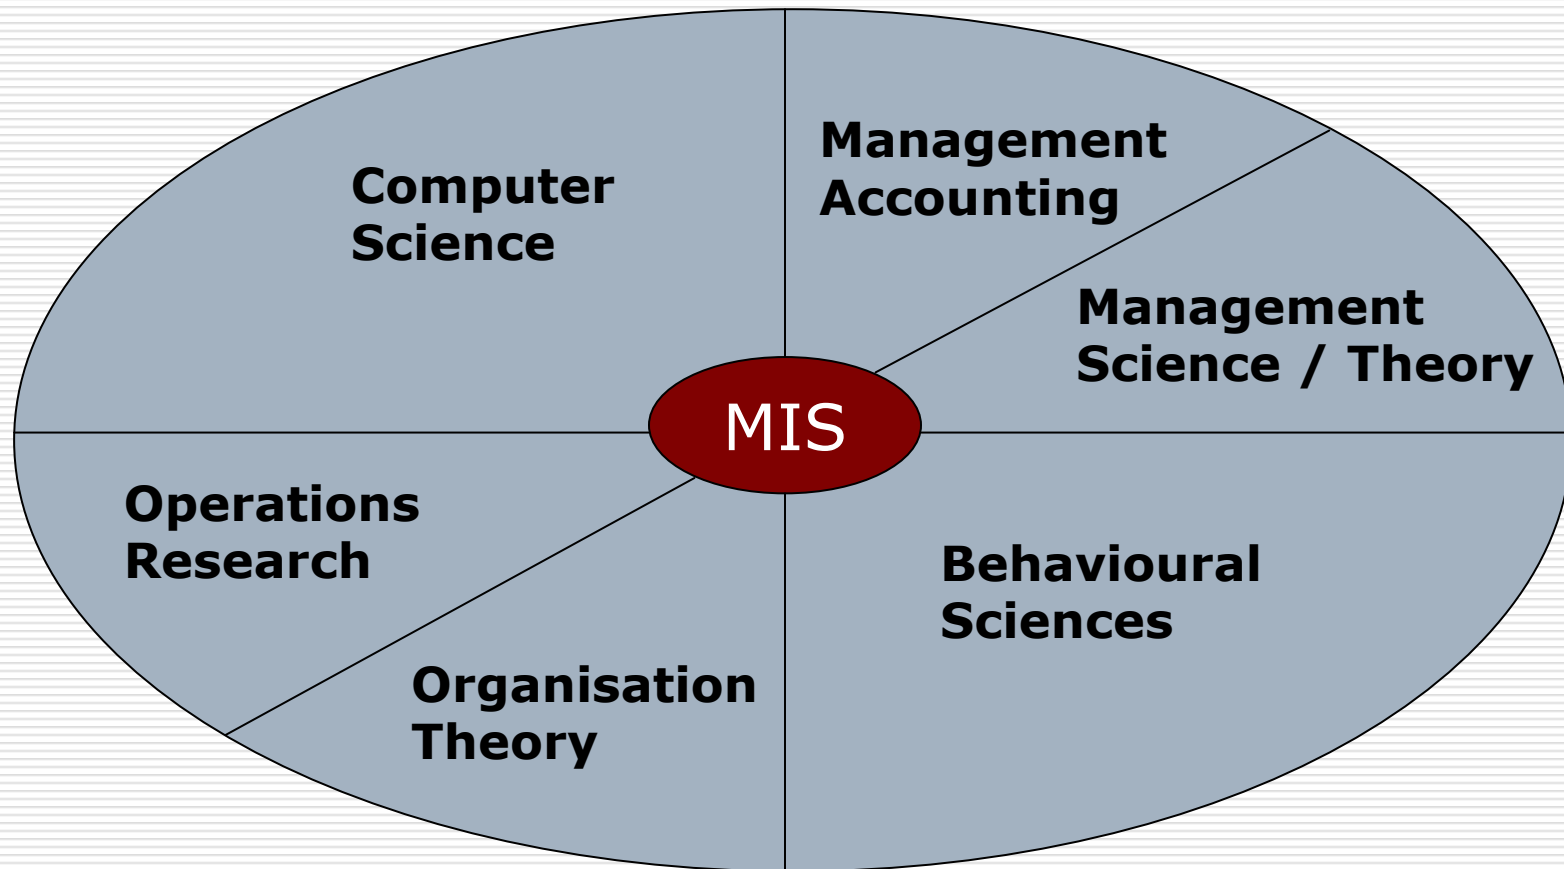 Computer
Science
Management
Accounting
Management
Science / Theory
MIS
Operations
Research
Behavioural
Sciences
Organisation
Theory